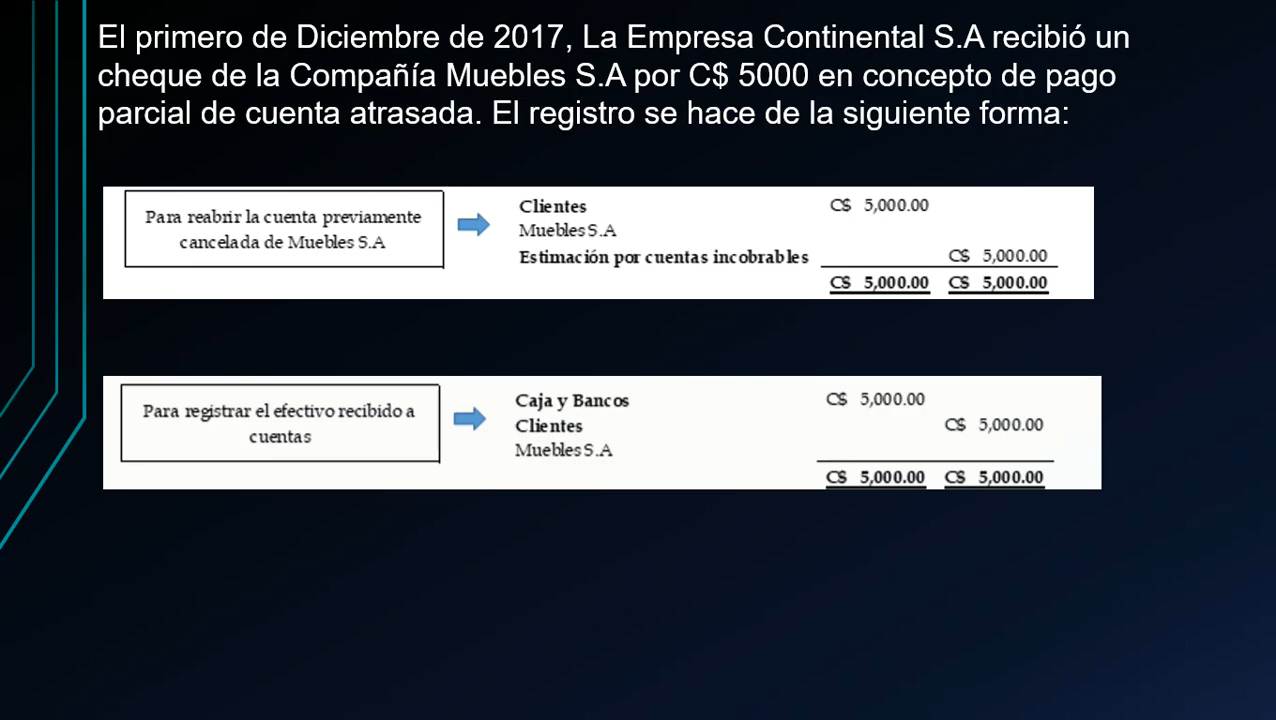 El primero de Diciembre de 2017, La Empresa Continental S.A recibió un
cheque de la Compañía Muebles S.A por C$ 5000 en concepto de pago
parcial de cuenta atrasada. El registro se hace de la siguiente forma:
Para reabrir la cuenta previamente
cancelada de Muebles S.A
Clientes C$ 5,000.00
Muebles S.A
Estimación por cuentas incobrables C$ 5,000.00
C$ 5,000.00 C$ 5,000.00
Para registrar el efectivo recibido a
cuentas
Caja y Bancos C$ 5,000.00
Clientes C$ 5,000.00
Muebles S.A
C$ 5,000.00 C$ 5,000.00